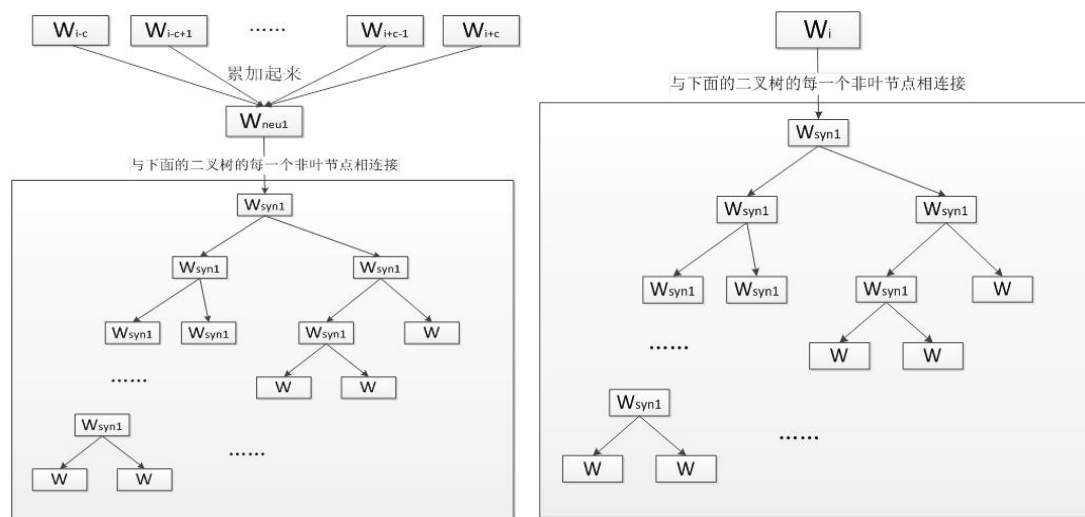 Wi-c Wi-c+1 …… Wi+c-1 Wi+c
累加起来
Wneu1
与下面的二叉树的每一个非叶节点相连接
Wsyn1
Wsyn1 Wsyn1
Wsyn1 Wsyn1 Wsyn1 W
…… W W
Wsyn1
……
W W
Wi
与下面的二叉树的每一个非叶节点相连接
Wsyn1
Wsyn1 Wsyn1
Wsyn1 Wsyn1 Wsyn1 W
…… W W
Wsyn1
……
W W